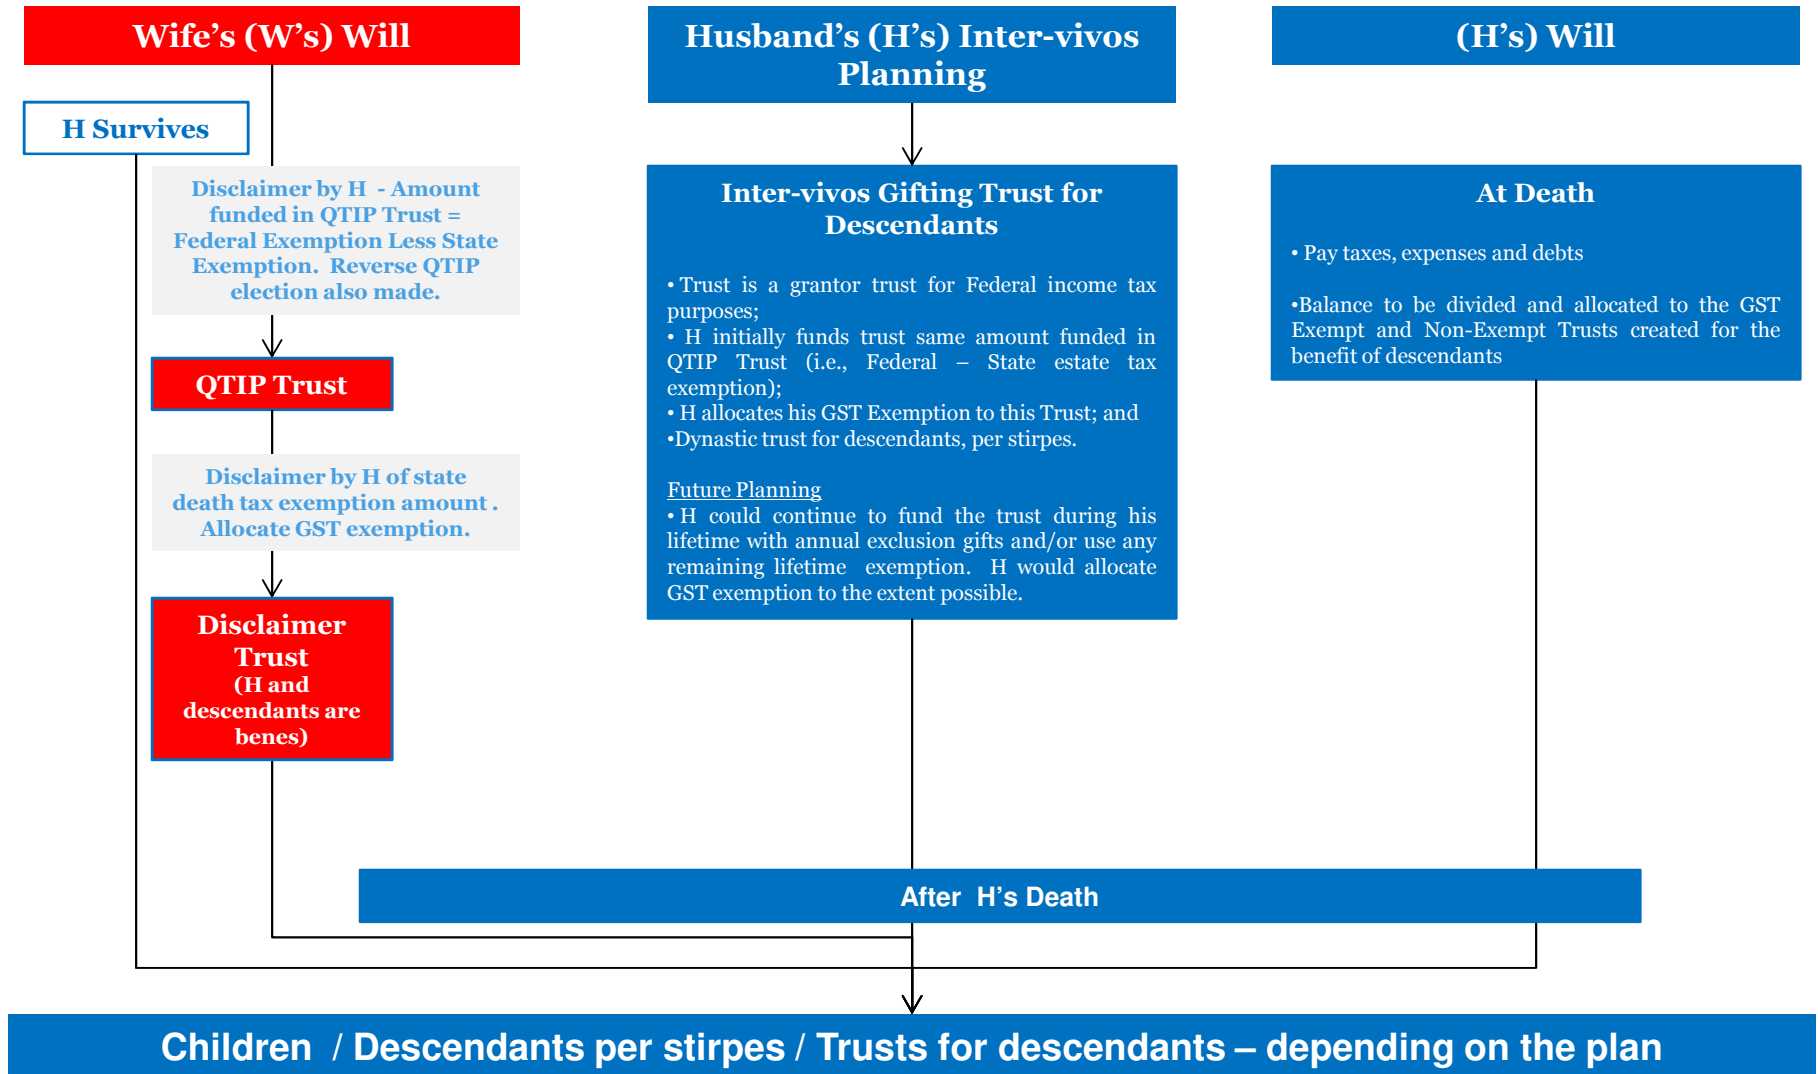 Wife's (W's) Will
H Survives
Disclaimer by H  - Amount
funded in QTIP Trust =
Federal Exemption Less State
Exemption.  Reverse QTIP
election also made.
QTIP Trust
Disclaimer by H of state
death tax exemption amount .
Allocate GST exemption.
Disclaimer
Trust
(H and
descendants are
benes)
Husband's (H's) Inter-vivos
Planning
Inter-vivos Gifting Trust for
Descendants
• Trust is a grantor trust for Federal income tax
purposes;
• H initially funds trust same amount funded in
QTIP Trust (i.e., Federal – State estate tax
exemption);
• H allocates his GST Exemption to this Trust; and
•Dynastic trust for descendants, per stirpes.
Future Planning
• H could continue to fund the trust during his
lifetime with annual exclusion gifts and/or use any
remaining lifetime  exemption.  H would allocate
GST exemption to the extent possible.
(H's) Will
At Death
• Pay taxes, expenses and debts
•Balance to be divided and allocated to the GST
Exempt and Non-Exempt Trusts created for the
benefit of descendants
After  H's Death
Children  / Descendants per stirpes / Trusts for descendants – depending on the plan